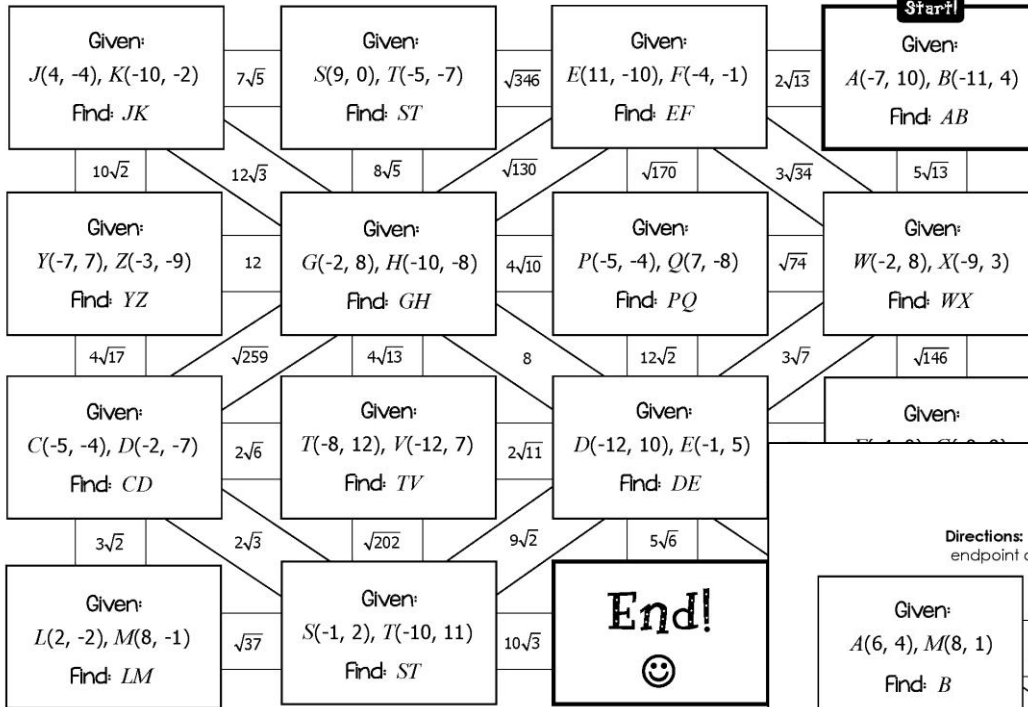 Start!
Given:
J(4, -4), K(-10, -2)
Find: JK
7√5
Given:
S(9, 0), T(-5, -7)
Find: ST
√346
Given:
E(11, -10), F(-4, -1)
Find: EF
2√13
Given:
A(-7, 10), B(-11, 4)
Find: AB
10√2
12√3
8√5
√130
√170
3√34
5√13
Given:
Y(-7, 7), Z(-3, -9)
Find: YZ
12
Given:
G(-2, 8), H(-10, -8)
Find: GH
4√10
Given:
P(-5, -4), Q(7, -8)
Find: PQ
√74
Given:
W(-2, 8), X(-9, 3)
Find: WX
4√17
√259
4√13
8
12√2
3√7
√146
Given:
C(-5, -4), D(-2, -7)
Find: CD
2√6
Given:
T(-8, 12), V(-12, 7)
Find: TV
2√11
Given:
D(-12, 10), E(-1, 5)
Find: DE
Given:
3√2
2√3
√202
9√2
5√6
Directions:
endpoint
Given:
L(2, -2), M(8, -1)
Find: LM
√37
Given:
S(-1, 2), T(-10, 11)
Find: ST
10√3
End!
Given:
A(6, 4), M(8, 1)
Find: B